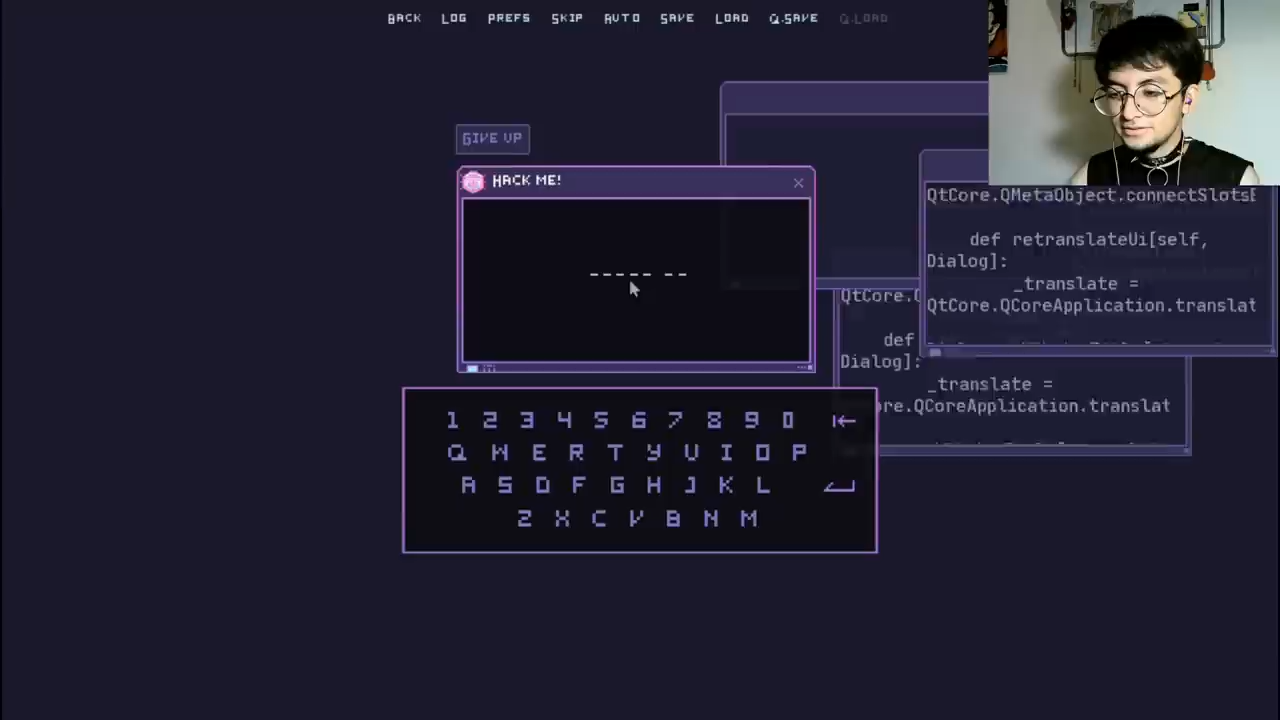 BACK LOG PREFS SKIP AUTO SAVE LOAD Q.SAVE Q.LOAD
GIVE UP
HACK ME!
----- --
QtCore.QMetaObject.connectSlotsB
def retranslateUi[self,
Dialog]:
_translate =
QtCore.QCoreApplication.translat
QtCore.Q
def
Dialog]:
_translate =
ore.QCoreApplication.translat
1 2 3 4 5 6 7 8 9 0
Q W E R T Y U I O P
A S D F G H J K L
Z X C V B N M